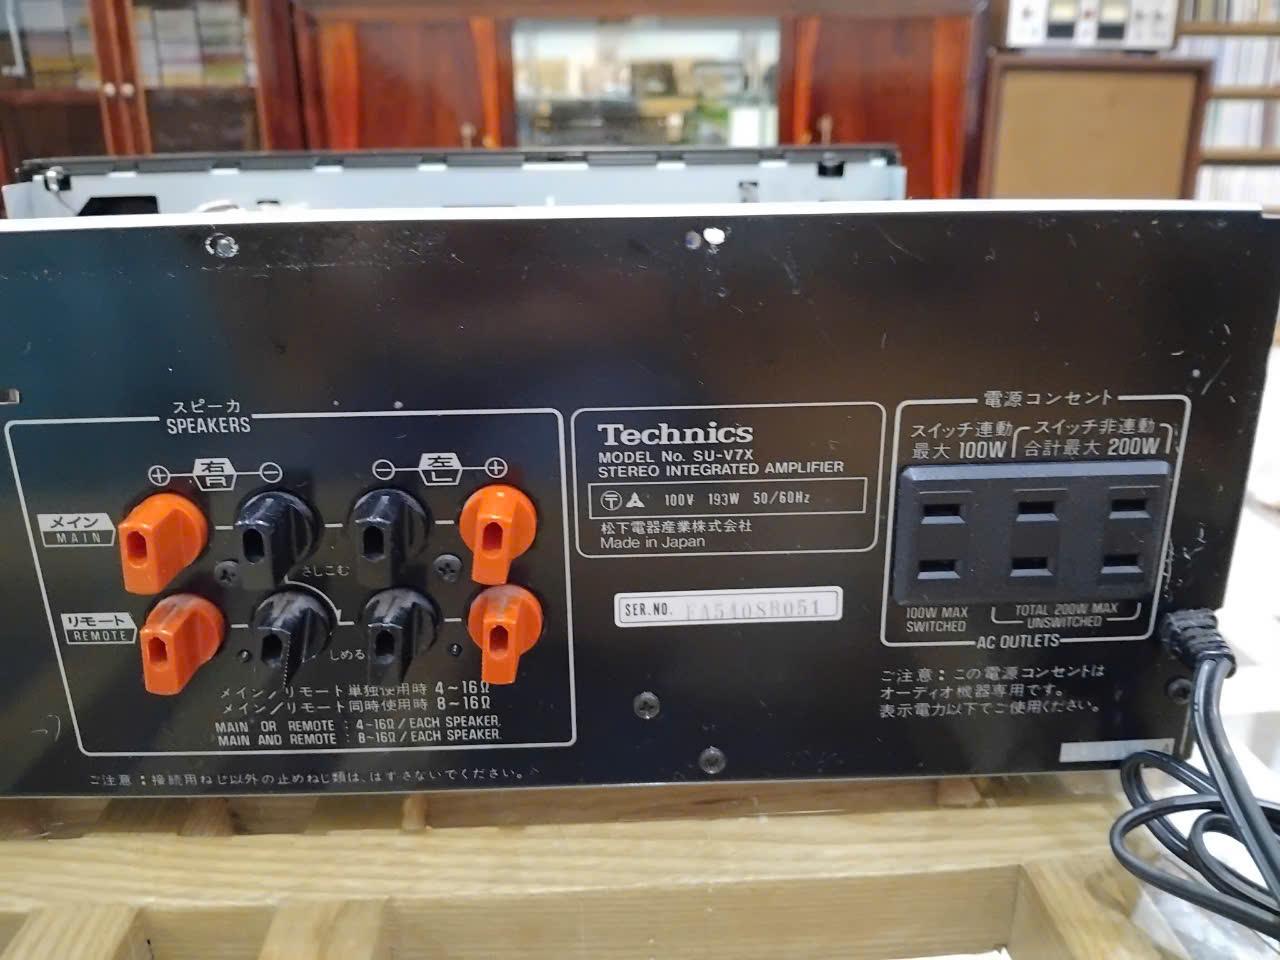 スピーカ
SPEAKERS
⊕ 右 ⊖
⊖ 左 ⊕
メイン
MAIN
さしこむ
リモート
REMOTE
しめる
メイン/リモート単独使用時 4~16Ω
メイン/リモート同時使用時 8~16Ω
MAIN OR REMOTE : 4~16Ω/EACH SPEAKER.
MAIN AND REMOTE : 8~16Ω/EACH SPEAKER.
ご注意:接続用ねじ以外の止めねじ類は、はずさないでください。
Technics
MODEL No. SU-V7X
STEREO INTEGRATED AMPLIFIER
〒 100V 193W 50/60Hz
松下電器産業株式会社
Made in Japan
SER.NO. FA5408B051
電源コンセント
スイッチ連動
最大 100W
スイッチ非連動
合計最大 200W
100W MAX
SWITCHED
TOTAL 200W MAX
UNSWITCHED
AC OUTLETS
ご注意:この電源コンセントは
オーディオ機器専用です。
表示電力以下でご使用ください。